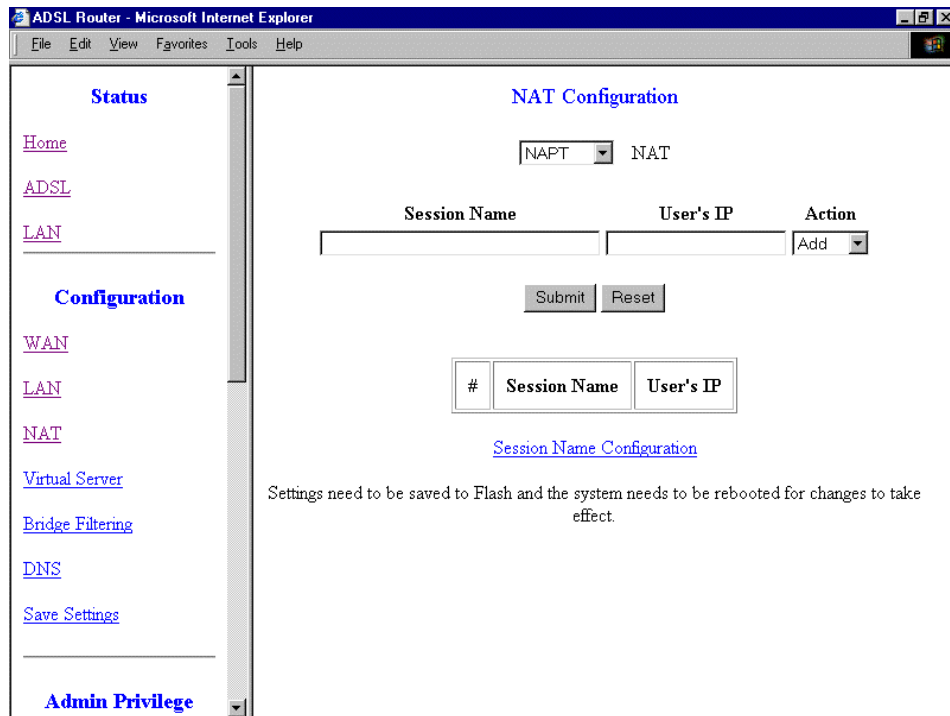 ADSL Router - Microsoft Internet Explorer
File Edit View Favorites Tools Help
Status
Home
ADSL
LAN
Configuration
WAN
LAN
NAT
Virtual Server
Bridge Filtering
DNS
Save Settings
Admin Privilege
NAT Configuration
NAPT NAT
Session Name User's IP Action
Add
Submit Reset
# Session Name User's IP
Session Name Configuration
Settings need to be saved to Flash and the system needs to be rebooted for changes to take
effect.